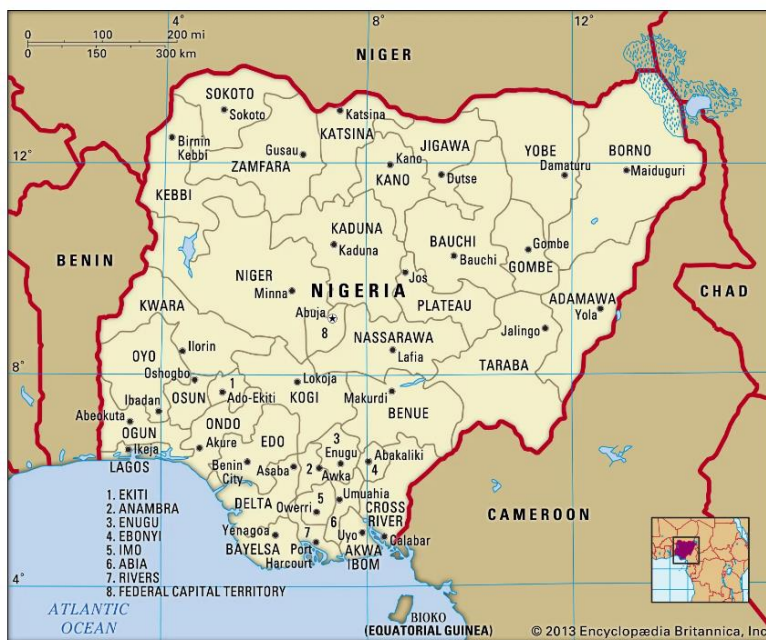 4°
8°
12°
0 100 200 mi
0 150 300 km
NIGER
SOKOTO
Sokoto
Katsina
KATSINA
Birnin
Kebbi
Gusau
ZAMFARA
JIGAWA
Kano
KANO
Dutse
YOBE
Damaturu
BORNO
Maiduguri
12°
KEBBI
BENIN
KADUNA
Kaduna
BAUCHI
Bauchi
Gombe
GOMBE
NIGER
Minna
NIGERIA
Jos
PLATEAU
CHAD
KWARA
Abuja
8
NASSARAWA
Lafia
ADAMAWA
Yola
Jalingo
TARABA
OYO
Ilorin
8°
Oshogbo
OSUN
1
Ado-Ekiti
Lokoja
KOGI
Makurdi
BENUE
Ibadan
Abeokuta
OGUN
Ikeja
LAGOS
ONDO
Akure
EDO
Benin
City
Asaba
2
3
Enugu
Awka
Abakaliki
4
DELTA
5
Owerri
Umuahia
6
CROSS
RIVER
Yenagoa
BAYELSA
7
Port
Harcourt
Uyo
AKWA
IBOM
Calabar
CAMEROON
1. EKITI
2. ANAMBRA
3. ENUGU
4. EBONYI
5. IMO
6. ABIA
7. RIVERS
8. FEDERAL CAPITAL TERRITORY
4°
ATLANTIC
OCEAN
BIOKO
(EQUATORIAL GUINEA)
© 2013 Encyclopædia Britannica, Inc